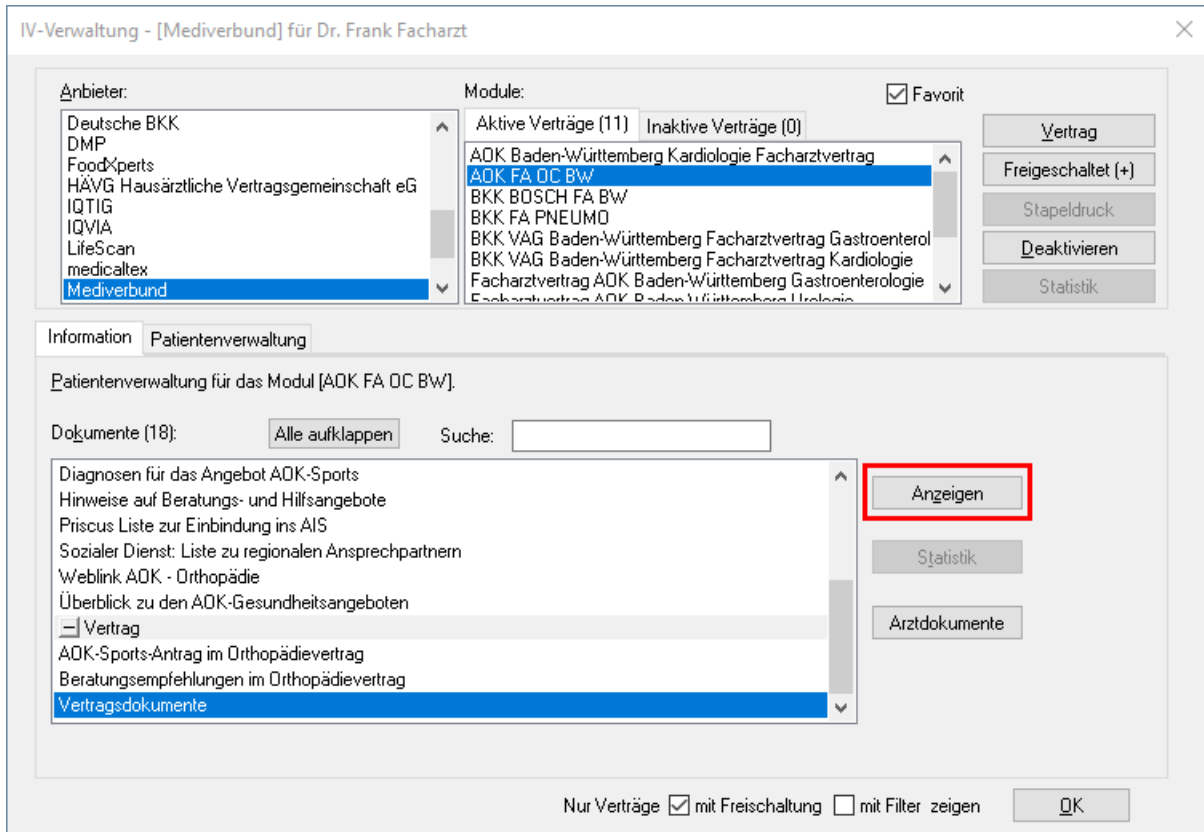 IV-Verwaltung - [Mediverbund] für Dr. Frank Facharzt
Anbieter:
Deutsche BKK
DMP
FoodXperts
HÄVG Hausärztliche Vertragsgemeinschaft eG
IQTIG
IQVIA
LifeScan
medicaltex
Mediverbund
Module:
Favorit
Aktive Verträge (11)
Inaktive Verträge (0)
AOK Baden-Württemberg Kardiologie Facharztvertrag
AOK FA OC BW
BKK BOSCH FA BW
BKK FA PNEUMO
BKK VAG Baden-Württemberg Facharztvertrag Gastroenterol
BKK VAG Baden-Württemberg Facharztvertrag Kardiologie
Facharztvertrag AOK Baden-Württemberg Gastroenterologie
Facharztvertrag AOK Baden-Württemberg Urologie
Vertrag
Freigeschaltet (+)
Stapeldruck
Deaktivieren
Statistik
Information
Patientenverwaltung
Patientenverwaltung für das Modul [AOK FA OC BW].
Dokumente (18):
Alle aufklappen
Suche:
Diagnosen für das Angebot AOK-Sports
Hinweise auf Beratungs- und Hilfsangebote
Priscus Liste zur Einbindung ins AIS
Sozialer Dienst: Liste zu regionalen Ansprechpartnern
Weblink AOK - Orthopädie
Überblick zu den AOK-Gesundheitsangeboten
Vertrag
AOK-Sports-Antrag im Orthopädievertrag
Beratungsempfehlungen im Orthopädievertrag
Vertragsdokumente
Anzeigen
Statistik
Arztdokumente
Nur Verträge mit Freischaltung mit Filter zeigen
OK